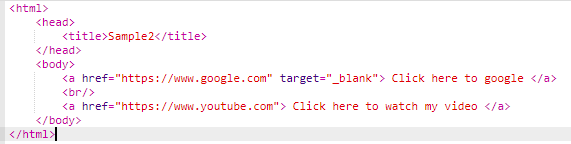 <html>
<head>
<title>Sample2</title>
</head>
<body>
<a href="https://www.google.com" target="_blank"> Click here to google </a>
<br/>
<a href="https://www.youtube.com"> Click here to watch my video </a>
</body>
</html>